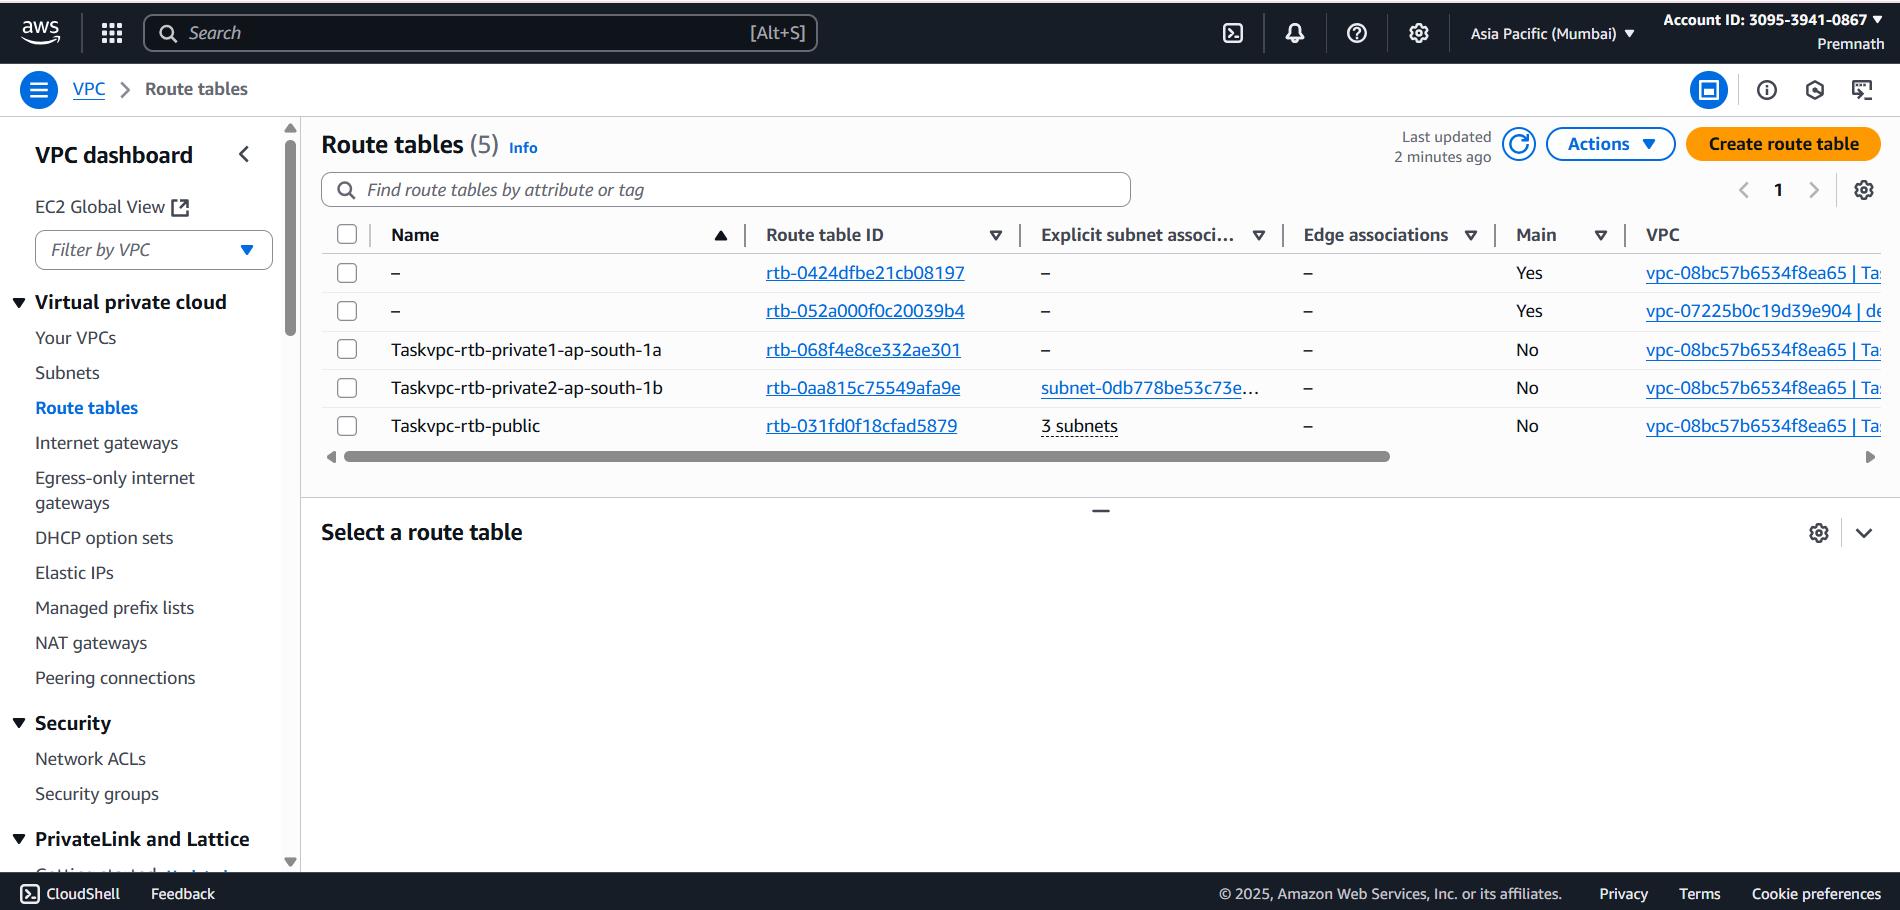 aws
Search [Alt+S]
Asia Pacific (Mumbai)
Account ID: 3095-3941-0867
Premnath
VPC Route tables
VPC dashboard
EC2 Global View
Filter by VPC
Virtual private cloud
Your VPCs
Subnets
Route tables
Internet gateways
Egress-only internet
gateways
DHCP option sets
Elastic IPs
Managed prefix lists
NAT gateways
Peering connections
Security
Network ACLs
Security groups
PrivateLink and Lattice
Route tables (5) Info
Last updated
2 minutes ago
Actions
Create route table
Find route tables by attribute or tag
1
Name Route table ID Explicit subnet associ... Edge associations Main VPC
– rtb-0424dfbe21cb08197 – – Yes vpc-08bc57b6534f8ea65 | Ta
– rtb-052a000f0c20039b4 – – Yes vpc-07225b0c19d39e904 | de
Taskvpc-rtb-private1-ap-south-1a rtb-068f4e8ce332ae301 – – No vpc-08bc57b6534f8ea65 | Ta
Taskvpc-rtb-private2-ap-south-1b rtb-0aa815c75549afa9e subnet-0db778be53c73e... – No vpc-08bc57b6534f8ea65 | Ta
Taskvpc-rtb-public rtb-031fd0f18cfad5879 3 subnets – No vpc-08bc57b6534f8ea65 | Ta
Select a route table
CloudShell Feedback
© 2025, Amazon Web Services, Inc. or its affiliates. Privacy Terms Cookie preferences